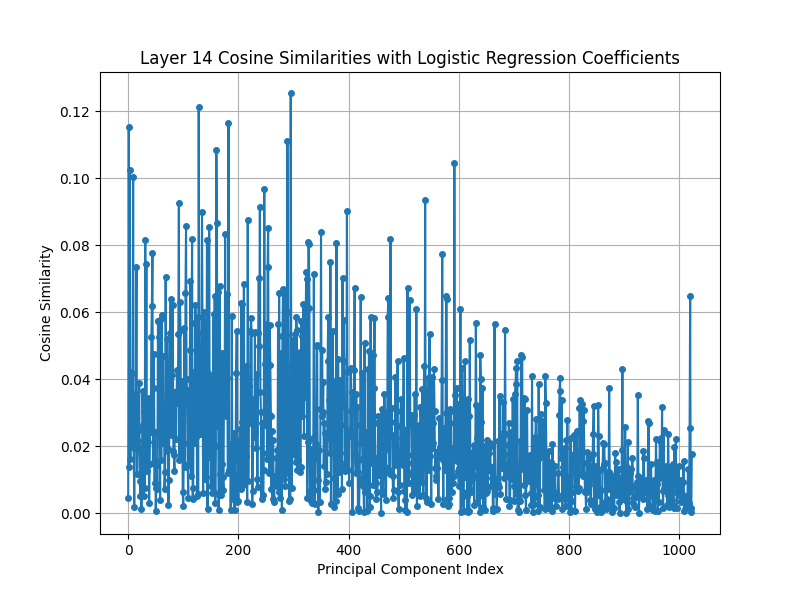 Layer 14 Cosine Similarities with Logistic Regression Coefficients
0.12
0.10
0.08
0.06
0.04
0.02
0.00
Cosine Similarity
0 200 400 600 800 1000
Principal Component Index